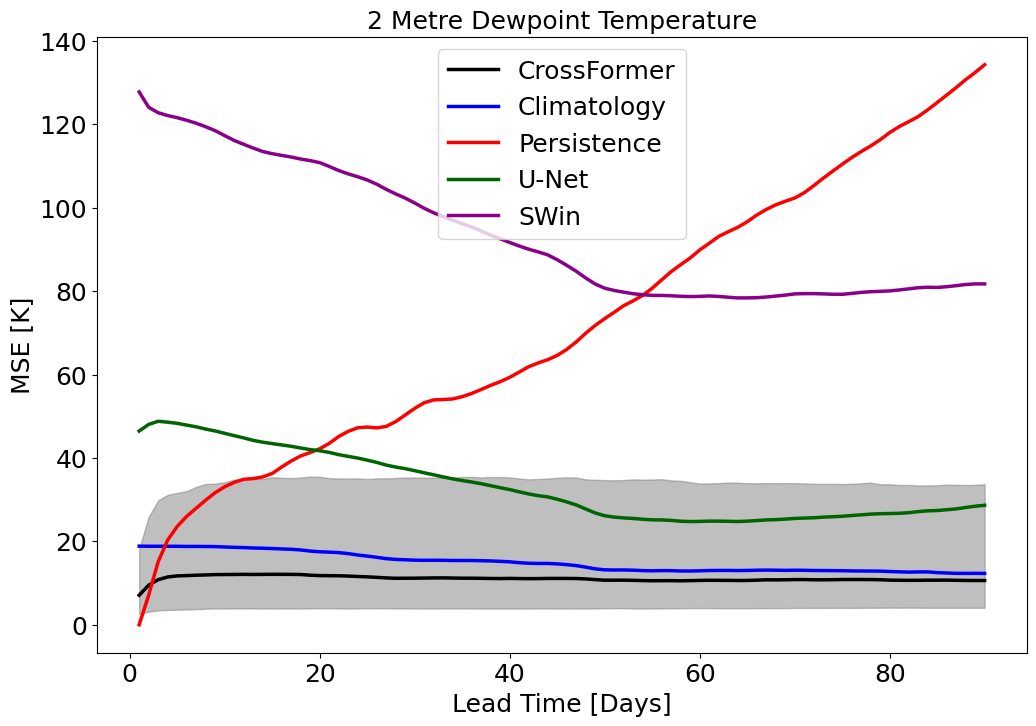 2 Metre Dewpoint Temperature
140
120
100
80
60
40
20
0
MSE [K]
CrossFormer
Climatology
Persistence
U-Net
SWin
0
20
40
60
80
Lead Time [Days]